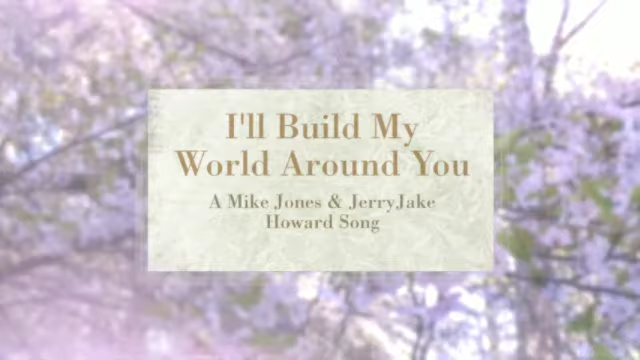 I'll Build My
World Around You
A Mike Jones & JerryJake
Howard Song